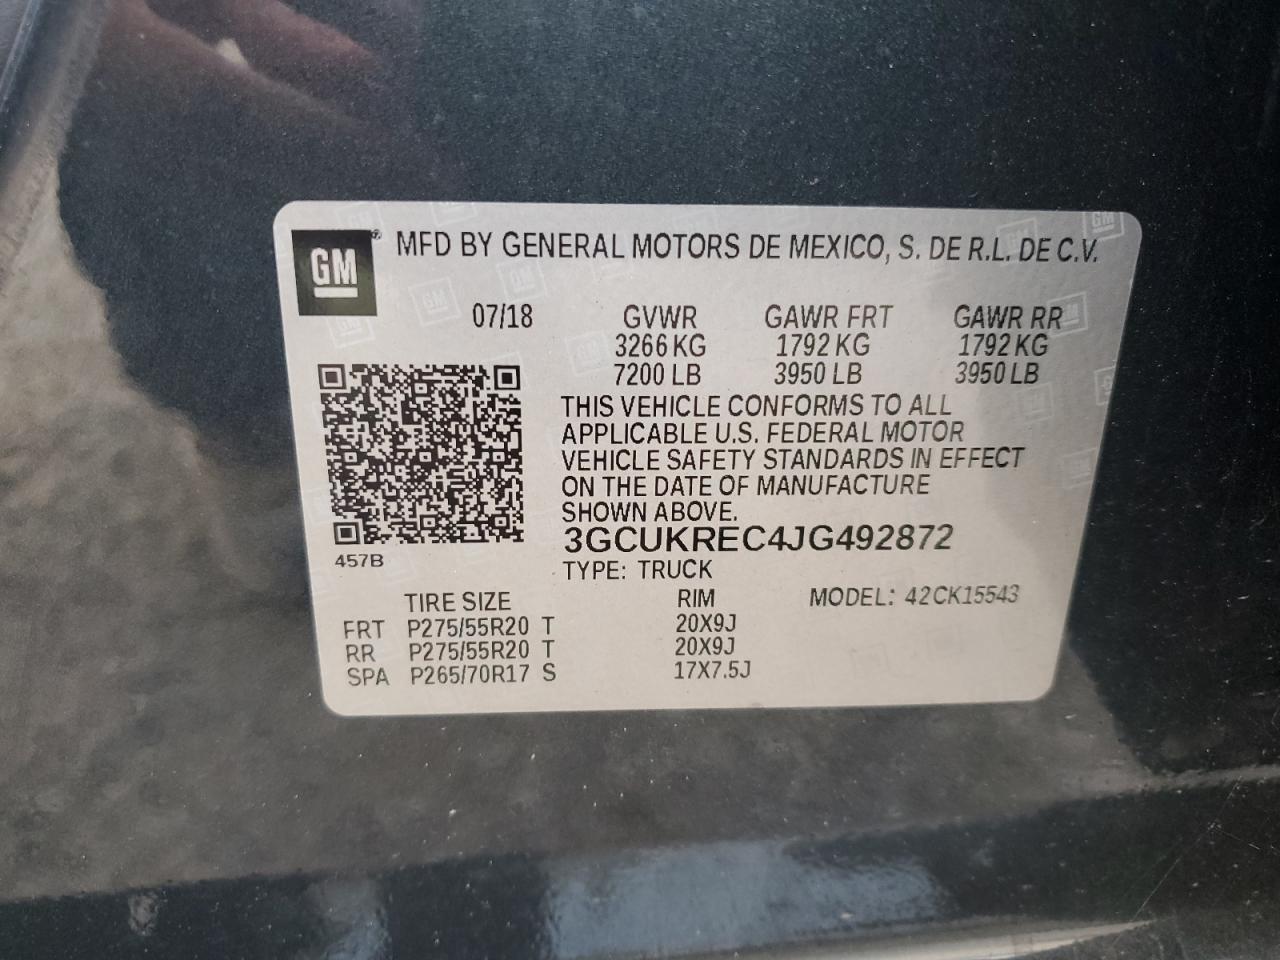 GM® MFD BY GENERAL MOTORS DE MEXICO, S. DE R.L. DE C.V.
07/18 GVWR GAWR FRT GAWR RR
3266 KG 1792 KG 1792 KG
7200 LB 3950 LB 3950 LB
THIS VEHICLE CONFORMS TO ALL
APPLICABLE U.S. FEDERAL MOTOR
VEHICLE SAFETY STANDARDS IN EFFECT
ON THE DATE OF MANUFACTURE
SHOWN ABOVE.
3GCUKREC4JG492872
457B
TYPE: TRUCK
TIRE SIZE RIM MODEL: 42CK15543
FRT P275/55R20 T 20X9J
RR P275/55R20 T 20X9J
SPA P265/70R17 S 17X7.5J